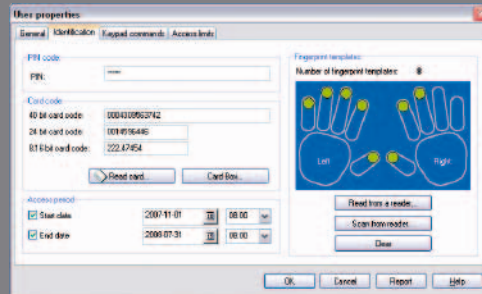 User properties
General Identification Keypad commands Access limits
PIN code:
PIN:
Card code
40 bit card code: 0004309563742
24 bit card code: 0014596446
8.16 bit card code: 222.47454
Read card... Card Box...
Access period
Start date 2007-11-01 08:00
End date 2008-07-31 08:00
Fingerprint templates:
Number of fingerprint templates: 8
Left Right
Read from a reader...
Scan from reader...
Clear
OK Cancel Report Help